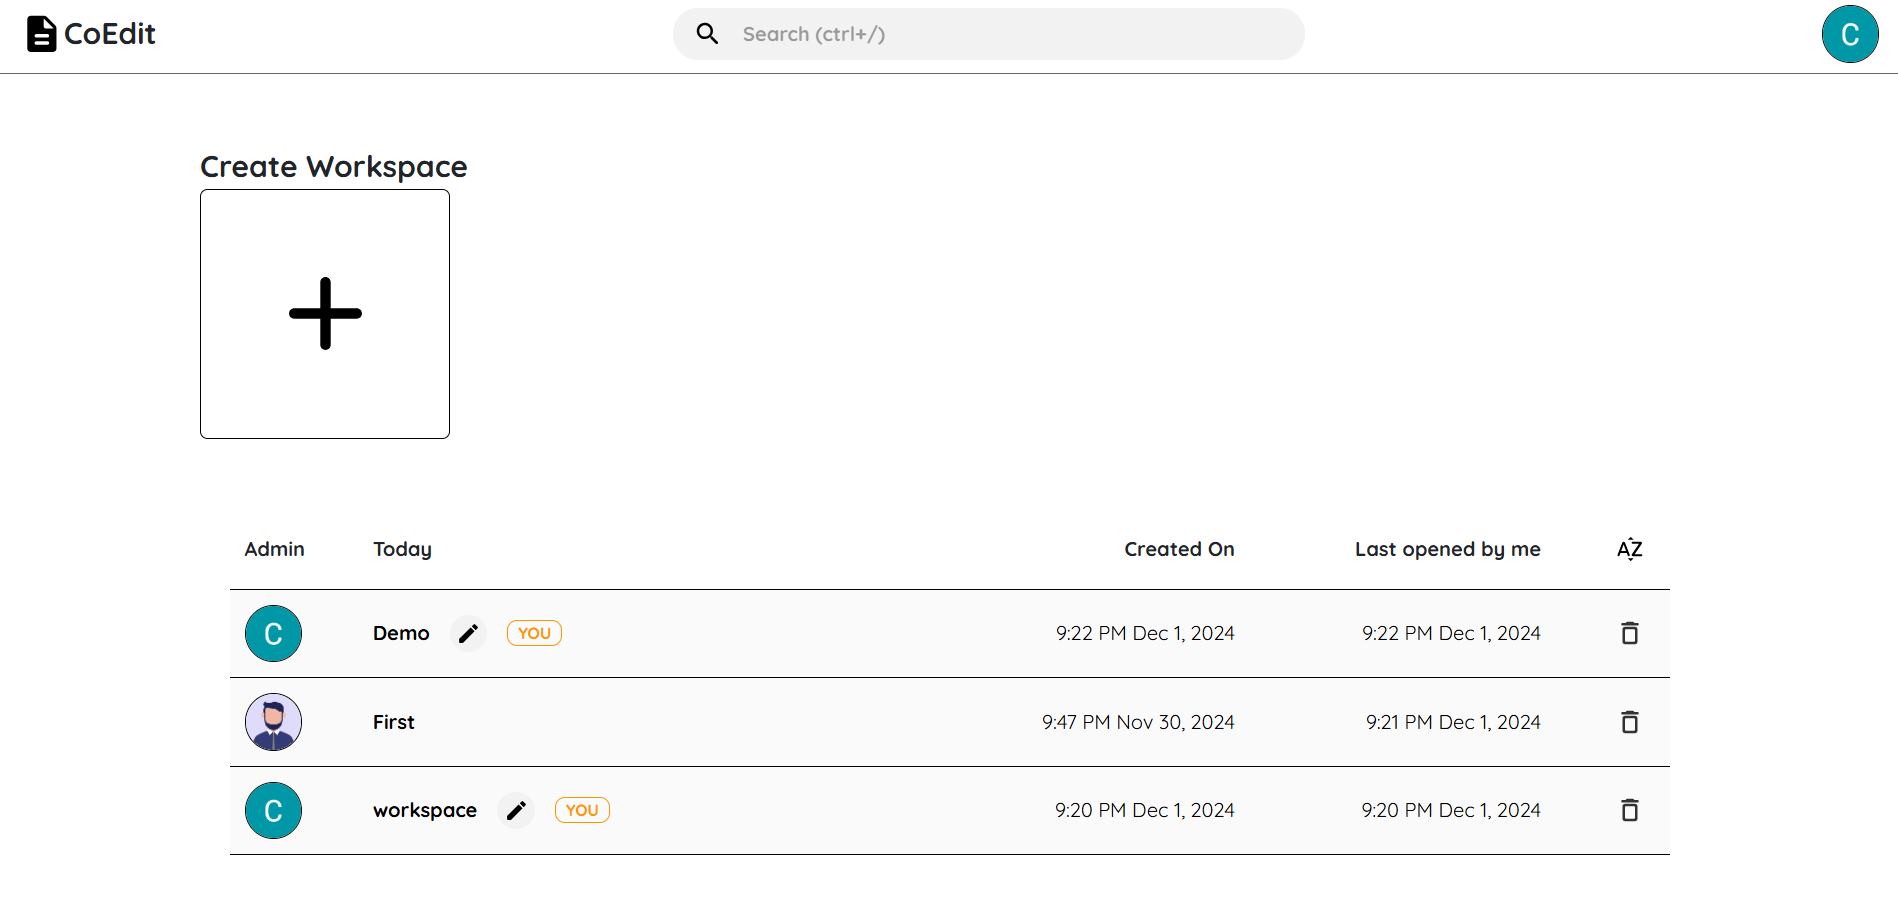 CoEdit
Search (ctrl+/)
C
Create Workspace
Admin Today Created On Last opened by me AZ
C Demo YOU 9:22 PM Dec 1, 2024 9:22 PM Dec 1, 2024
First 9:47 PM Nov 30, 2024 9:21 PM Dec 1, 2024
C workspace YOU 9:20 PM Dec 1, 2024 9:20 PM Dec 1, 2024